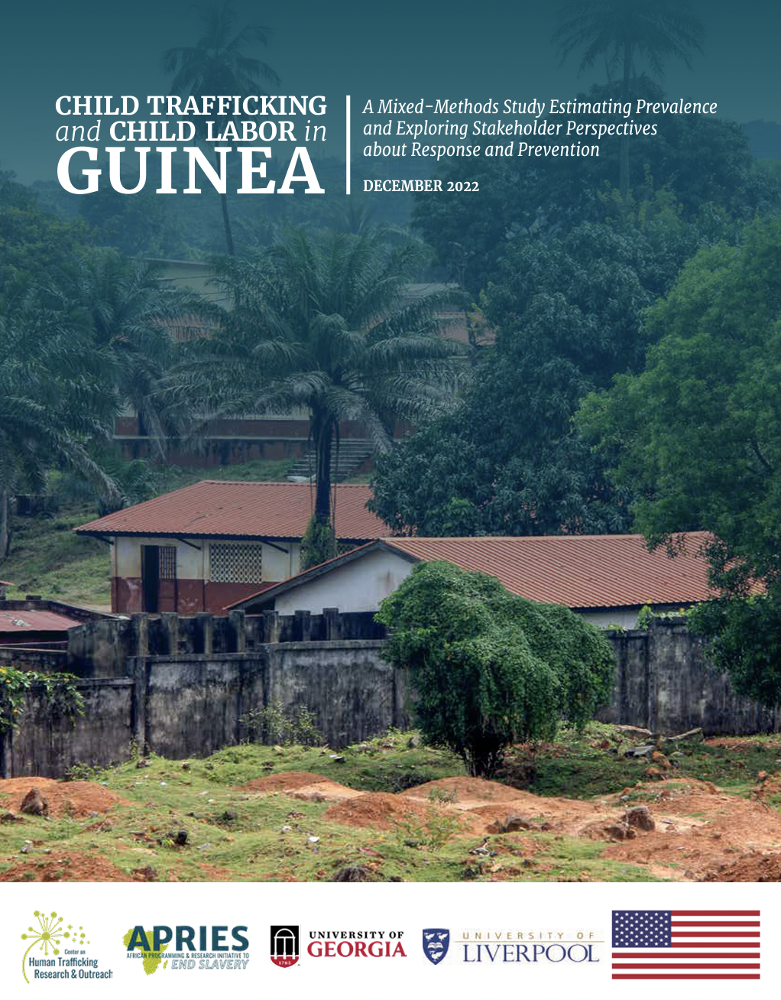 CHILD TRAFFICKING
and CHILD LABOR in
GUINEA
A Mixed-Methods Study Estimating Prevalence
and Exploring Stakeholder Perspectives
about Response and Prevention
DECEMBER 2022
Center on
Human Trafficking
Research & Outreach
APRIES
AFRICAN PROGRAMMING & RESEARCH INITIATIVE TO
END SLAVERY
1785
UNIVERSITY OF
GEORGIA
UNIVERSITY OF
LIVERPOOL